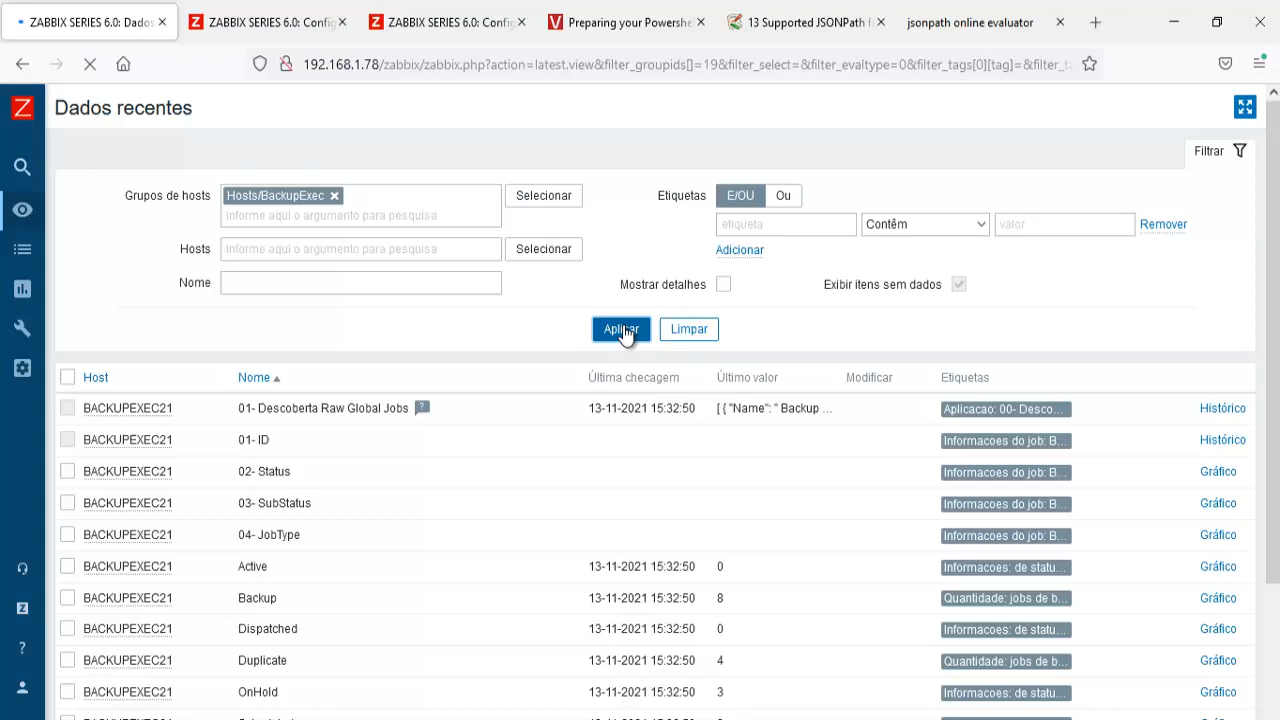 ZABBIX SERIES 6.0: Dados
ZABBIX SERIES 6.0: Config
ZABBIX SERIES 6.0: Config
Preparing your Powershe
13 Supported JSONPath f
jsonpath online evaluator
192.168.1.78/zabbix/zabbix.php?action=latest.view&filter_groupids[]=19&filter_select=&filter_evaltype=0&filter_tags[0][tag]=&filter_t
Z
Dados recentes
Filtrar
Grupos de hosts
Hosts/BackupExec
informe aqui o argumento para pesquisa
Selecionar
Etiquetas
E/OU
Ou
etiqueta
Contêm
valor
Remover
Hosts
informe aqui o argumento para pesquisa
Selecionar
Adicionar
Nome
Mostrar detalhes
Exibir itens sem dados
Aplicar
Limpar
Host Nome Última checagem Último valor Modificar Etiquetas
BACKUPEXEC21 01- Descoberta Raw Global Jobs ? 13-11-2021 15:32:50 [ { "Name": " Backup ... Aplicacao: 00- Desco... Histórico
BACKUPEXEC21 01- ID Informacoes do job: B... Histórico
BACKUPEXEC21 02- Status Informacoes do job: B... Gráfico
BACKUPEXEC21 03- SubStatus Informacoes do job: B... Gráfico
BACKUPEXEC21 04- JobType Informacoes do job: B... Gráfico
BACKUPEXEC21 Active 13-11-2021 15:32:50 0 Informacoes: de statu... Gráfico
BACKUPEXEC21 Backup 13-11-2021 15:32:50 8 Quantidade: jobs de b... Gráfico
BACKUPEXEC21 Dispatched 13-11-2021 15:32:50 0 Informacoes: de statu... Gráfico
BACKUPEXEC21 Duplicate 13-11-2021 15:32:50 4 Quantidade: jobs de b... Gráfico
BACKUPEXEC21 OnHold 13-11-2021 15:32:50 3 Informacoes: de statu... Gráfico